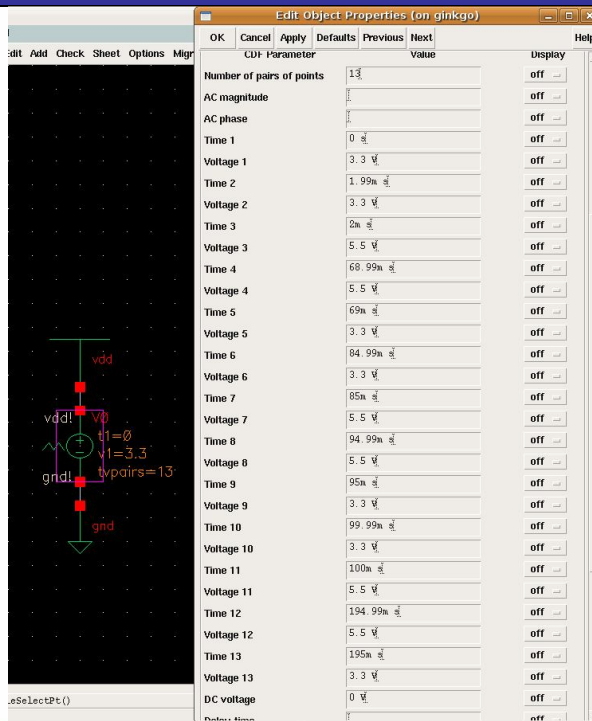 Edit Object Properties (on ginkgo)
OK Cancel Apply Defaults Previous Next Help
Edit Add Check Sheet Options Migr
CDF Parameter Value Display
Number of pairs of points 13 off
AC magnitude off
AC phase off
Time 1 0 s off
Voltage 1 3.3 V off
Time 2 1.99m s off
Voltage 2 3.3 V off
Time 3 2m s off
Voltage 3 5.5 V off
Time 4 68.99m s off
Voltage 4 5.5 V off
Time 5 69m s off
Voltage 5 3.3 V off
Time 6 84.99m s off
Voltage 6 3.3 V off
Time 7 85m s off
Voltage 7 5.5 V off
Time 8 94.99m s off
Voltage 8 5.5 V off
Time 9 95m s off
Voltage 9 3.3 V off
Time 10 99.99m s off
Voltage 10 3.3 V off
Time 11 100m s off
Voltage 11 5.5 V off
Time 12 194.99m s off
Voltage 12 5.5 V off
Time 13 195m s off
Voltage 13 3.3 V off
DC voltage 0 V off
Delay time off
vdd
vdd! V0
t1=0
v1=3.3
gnd! tvpairs=13
gnd
eSelectPt()